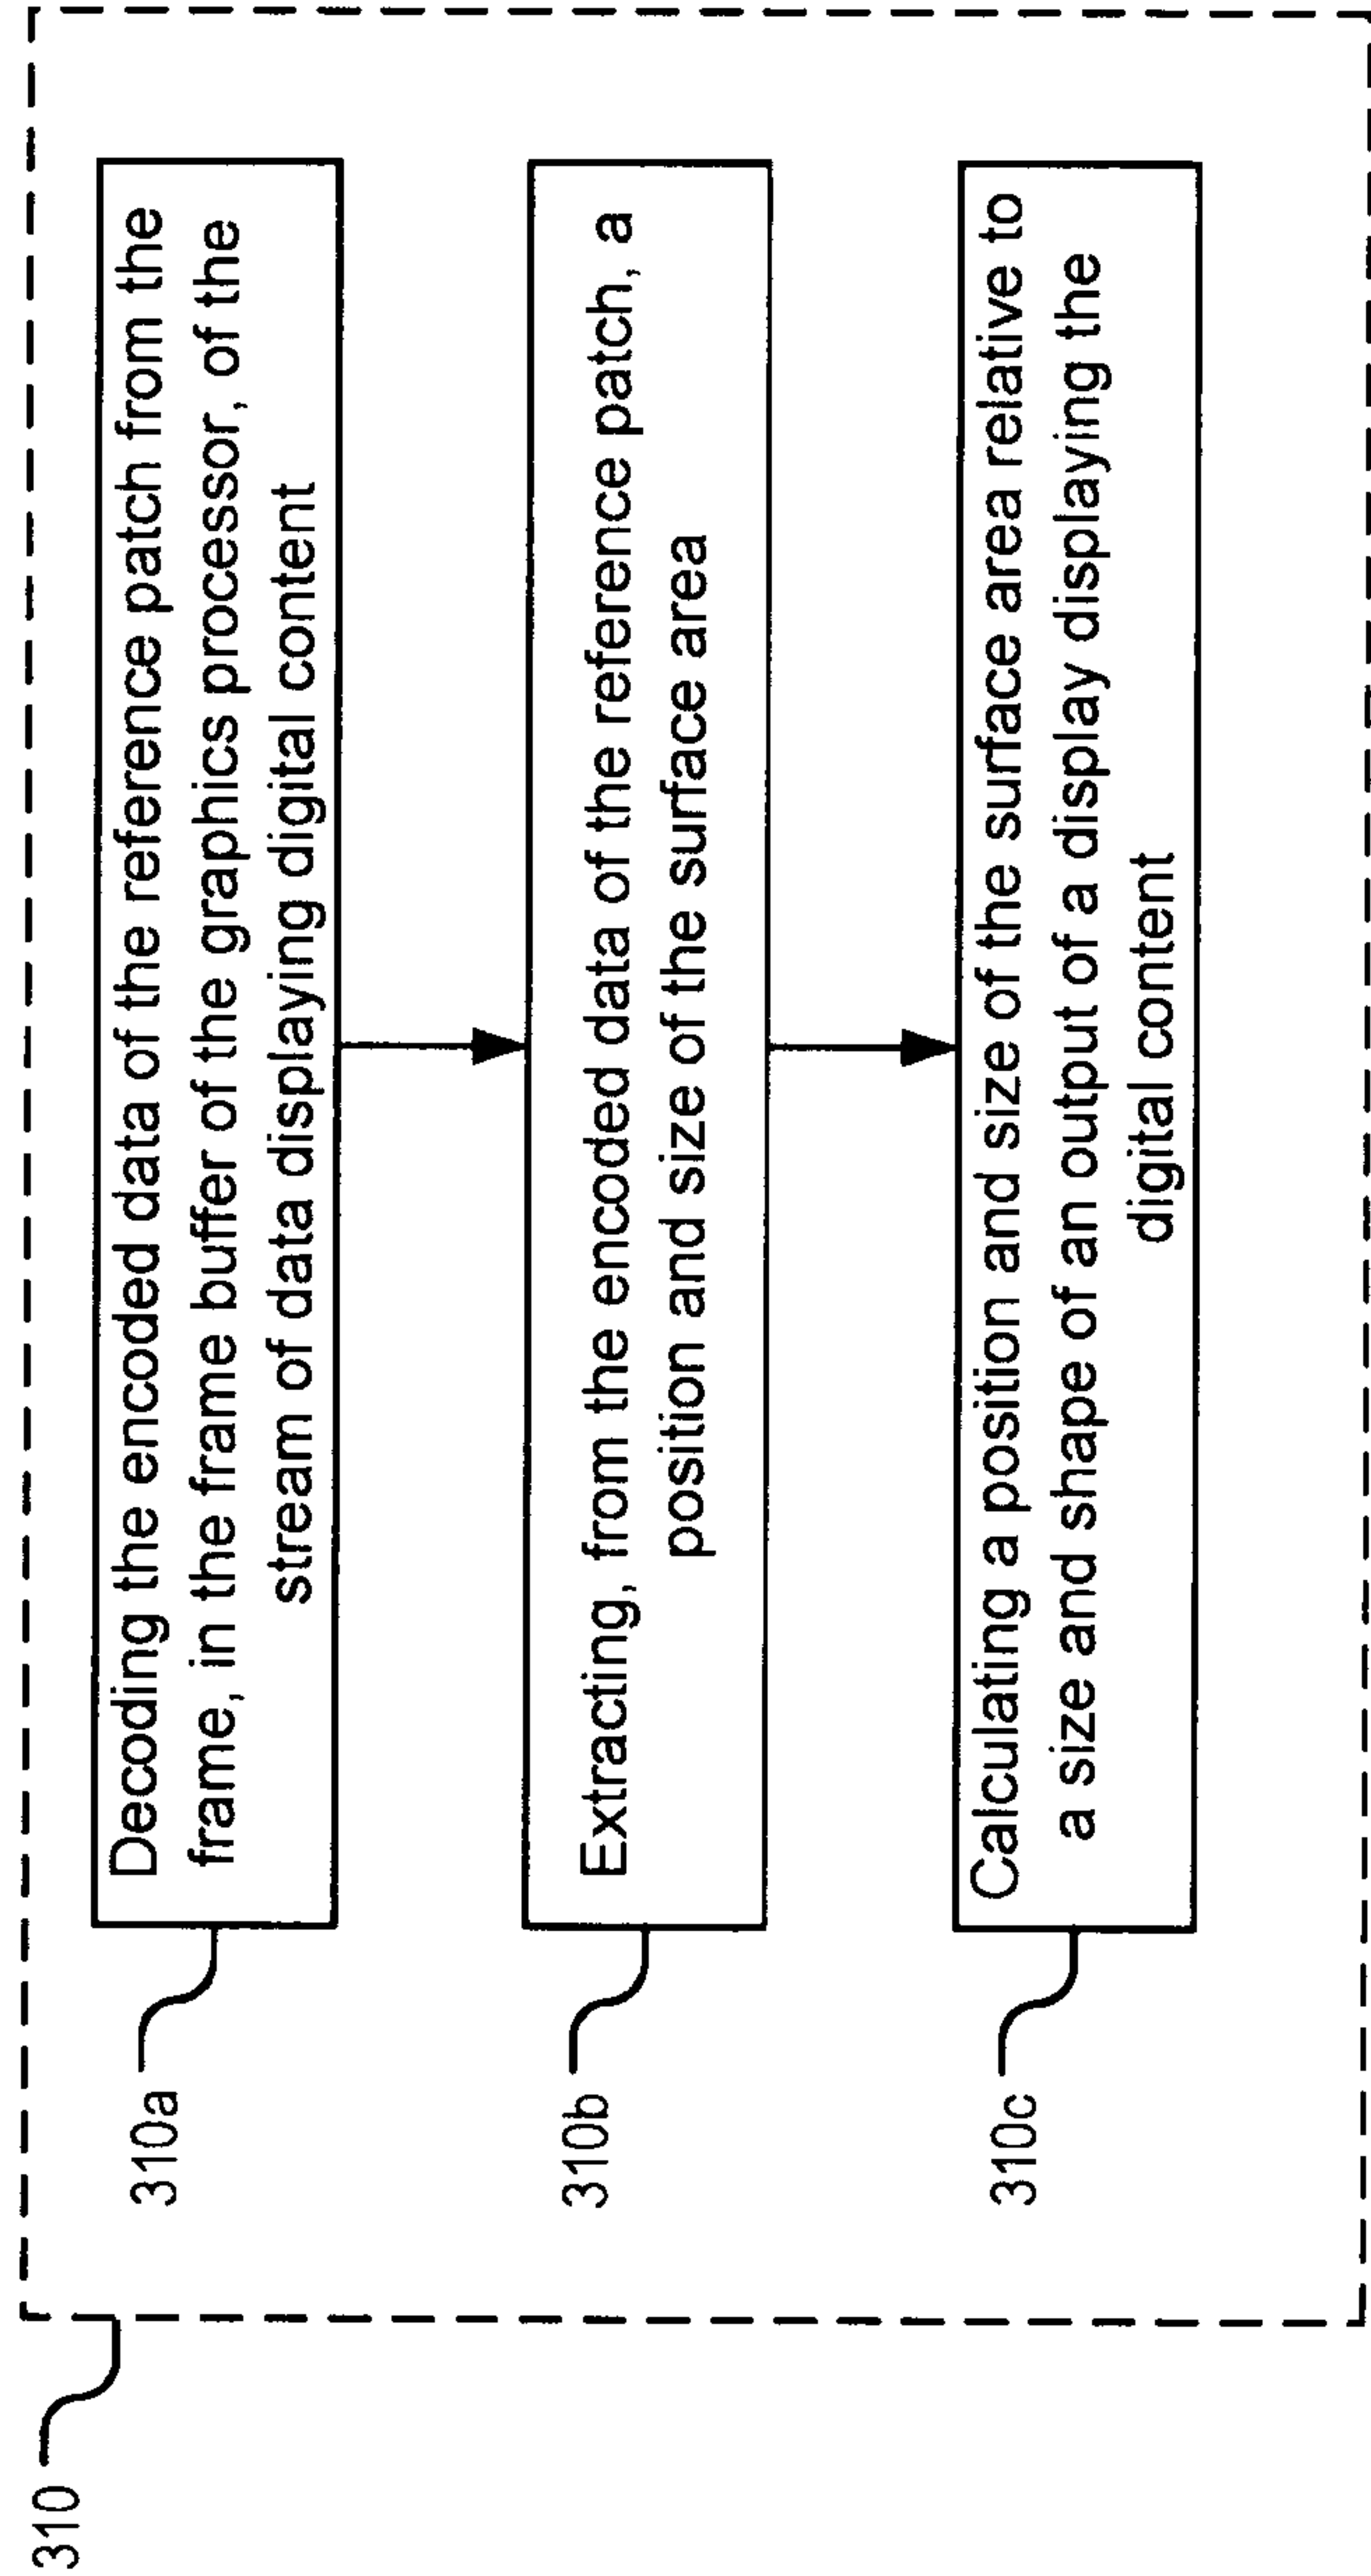 310
310a
Decoding the encoded data of the reference patch from the
frame, in the frame buffer of the graphics processor, of the
stream of data displaying digital content
310b
Extracting, from the encoded data of the reference patch, a
position and size of the surface area
310c
Calculating a position and size of the surface area relative to
a size and shape of an output of a display displaying the
digital content